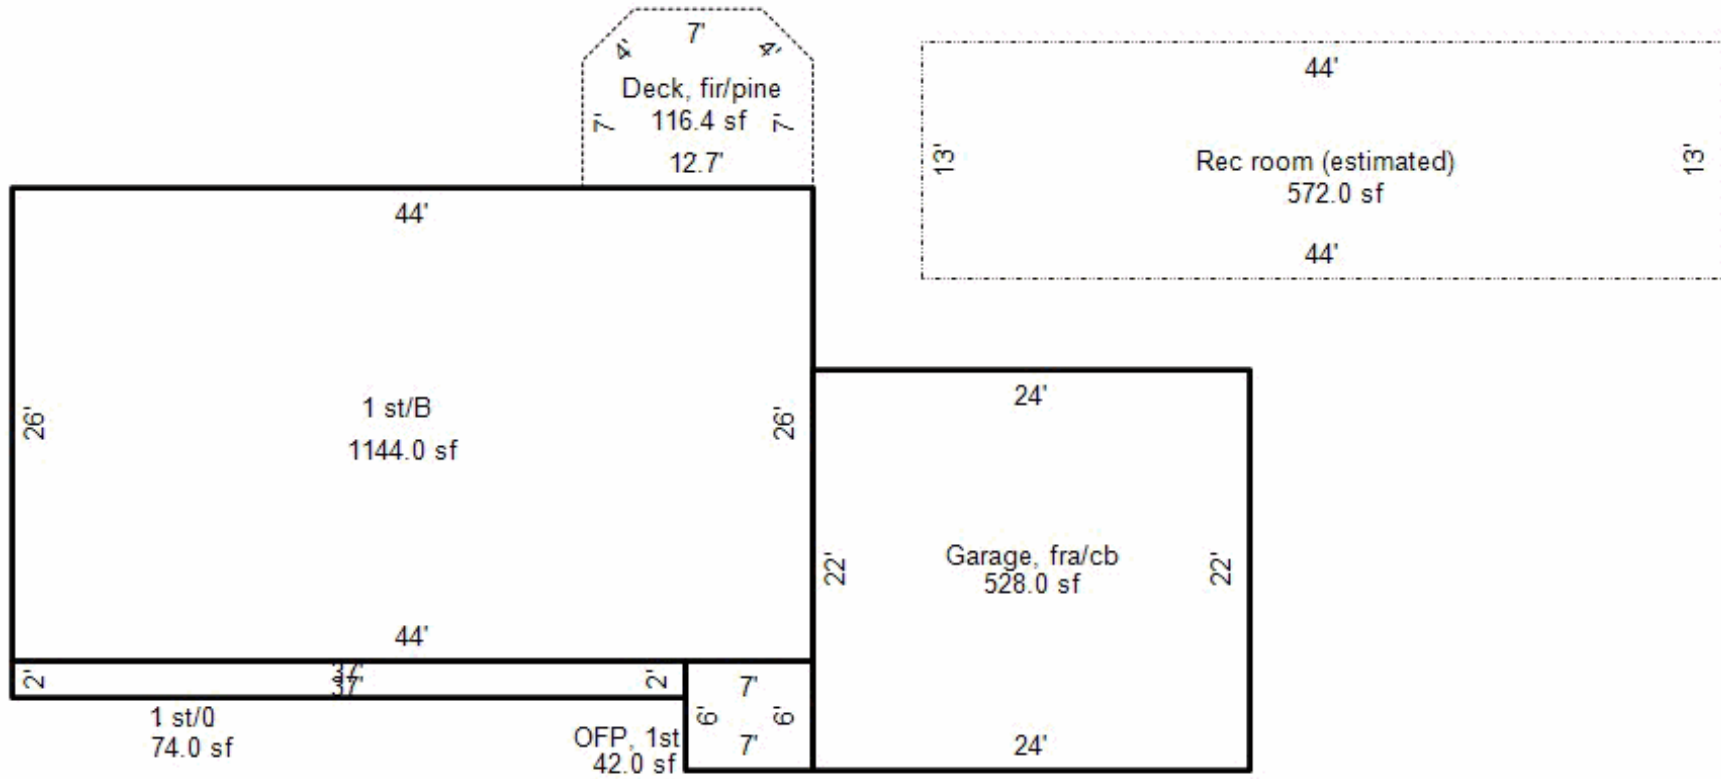 7'
4'
4'
Deck, fir/pine
7'
116.4 sf
7'
12.7'
44'
13'
Rec room (estimated)
13'
572.0 sf
44'
44'
26'
1 st/B
26'
1144.0 sf
44'
24'
22'
Garage, fra/cb
22'
528.0 sf
24'
2'
37'
37'
2'
1 st/0
74.0 sf
7'
6'
6'
7'
OFP, 1st
42.0 sf